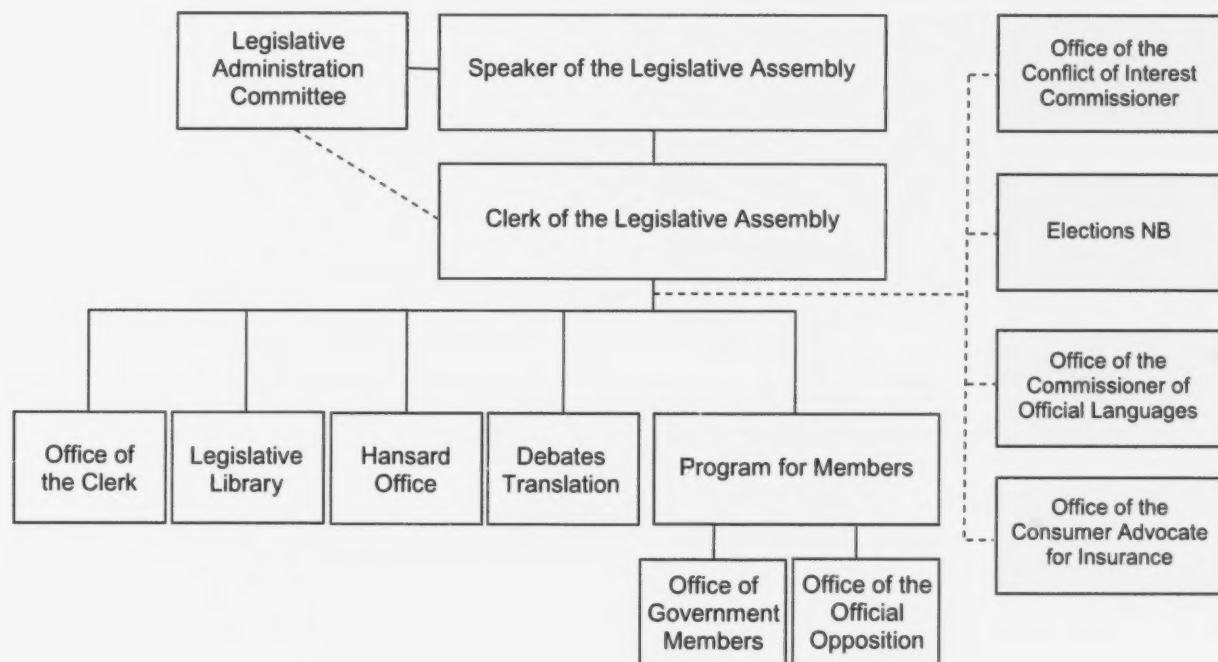 Legislative
Administration
Committee
Speaker of the Legislative Assembly
Clerk of the Legislative Assembly
Office of the
Conflict of Interest
Commissioner
Elections NB
Office of the
Commissioner of
Official Languages
Office of the
Consumer Advocate
for Insurance
Office of
the Clerk
Legislative
Library
Hansard
Office
Debates
Translation
Program for Members
Office of
Government
Members
Office of the
Official
Opposition